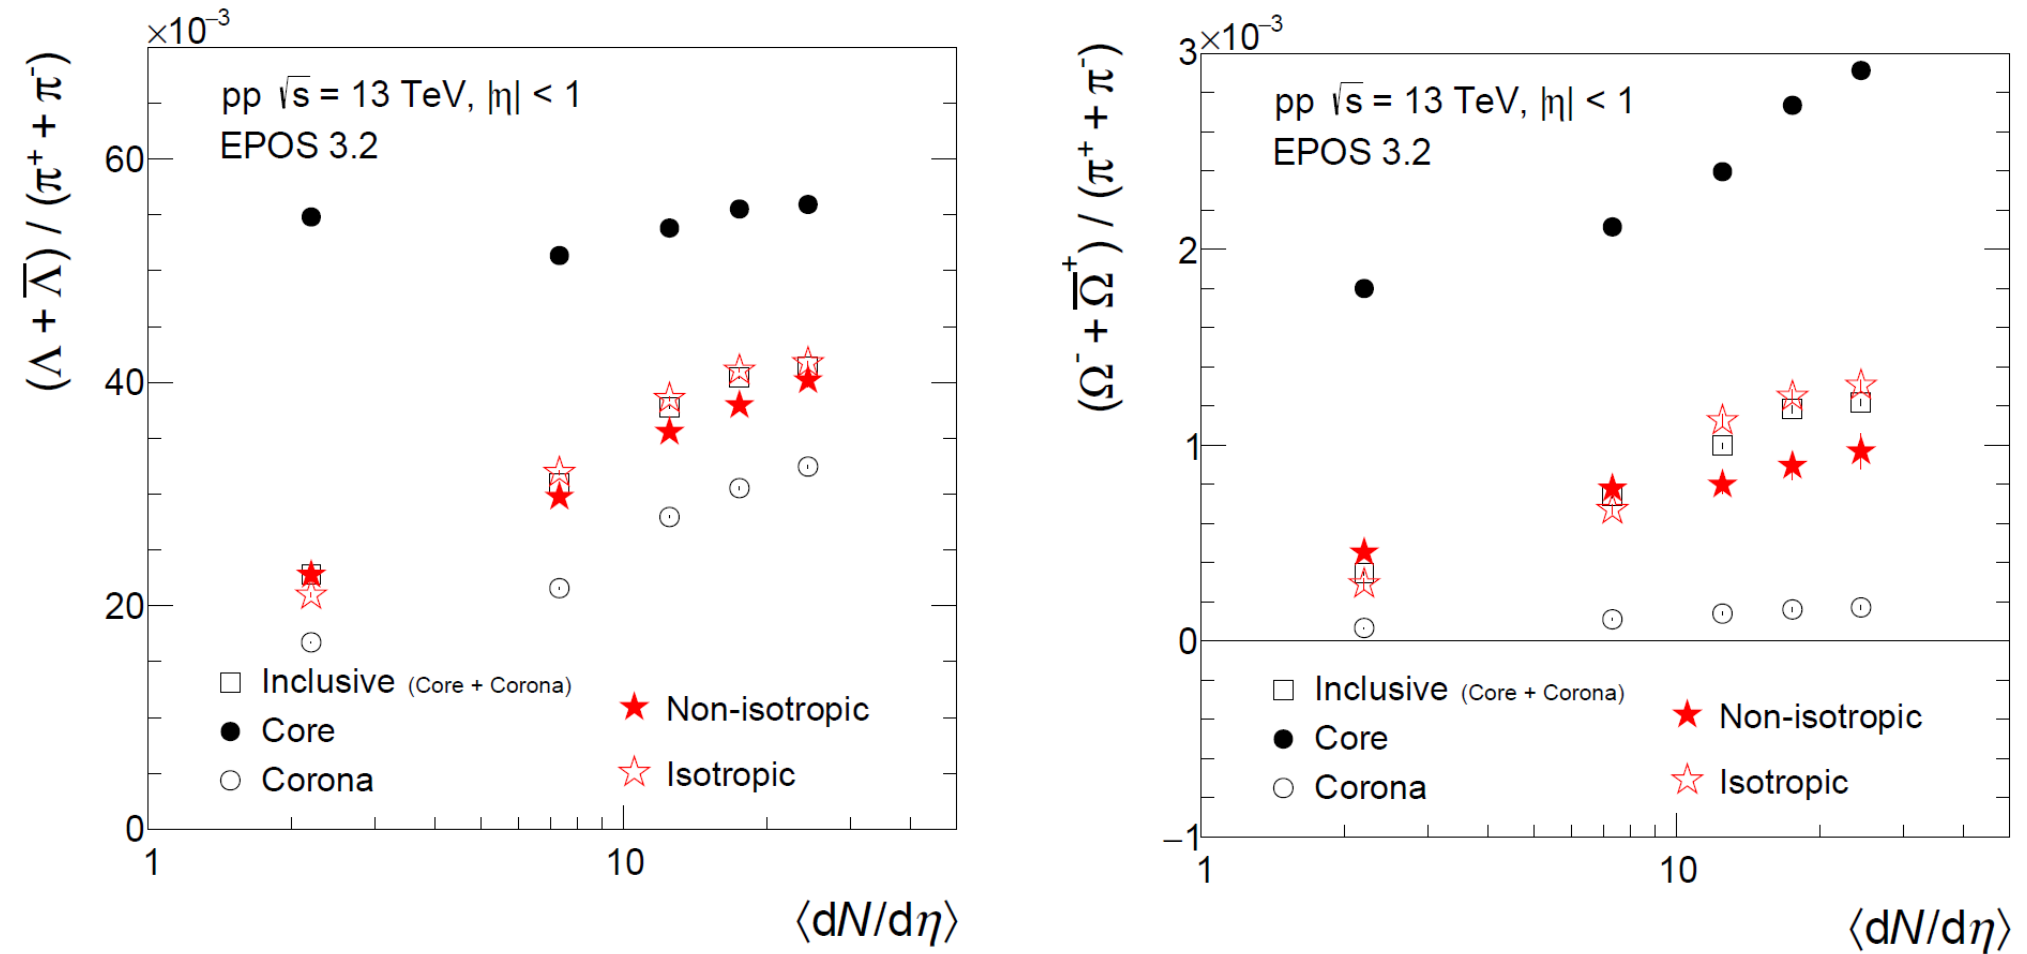 ×10⁻³
(Λ + Λ̅) / (π⁺ + π⁻)
pp √s = 13 TeV, |η| < 1
EPOS 3.2
60
40
20
0
Inclusive (Core + Corona)
Core
Corona
Non-isotropic
Isotropic
1
10
⟨dN/dη⟩
×10⁻³
(Ω⁻ + Ω̅⁺) / (π⁺ + π⁻)
pp √s = 13 TeV, |η| < 1
EPOS 3.2
3
2
1
0
−1
Inclusive (Core + Corona)
Core
Corona
Non-isotropic
Isotropic
1
10
⟨dN/dη⟩